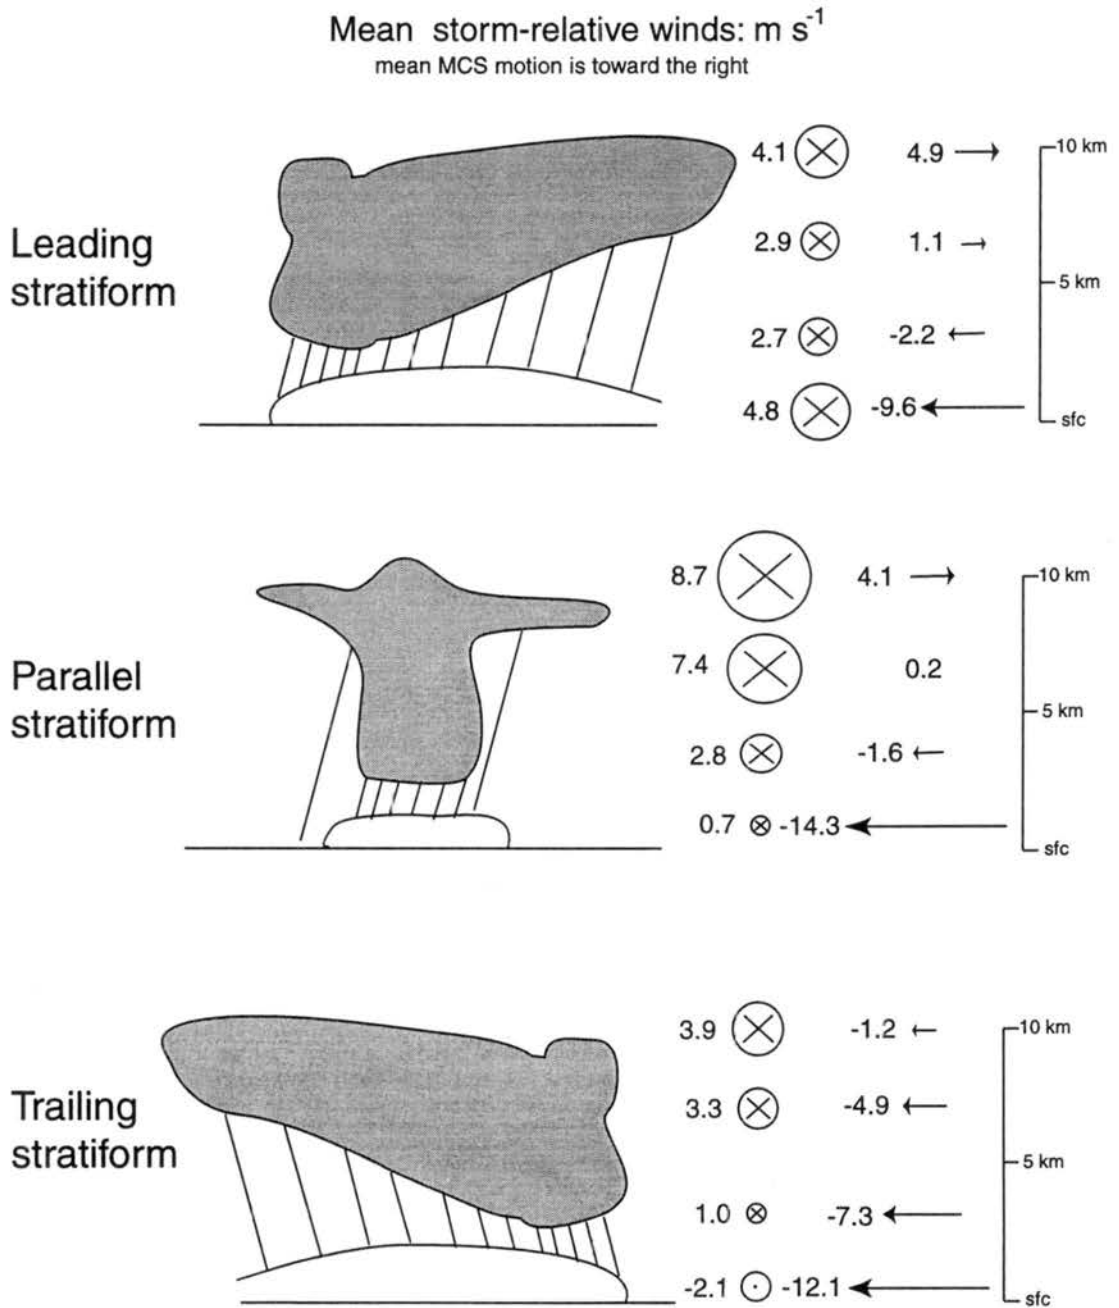 Mean storm-relative winds: m s⁻¹
mean MCS motion is toward the right
Leading
stratiform
4.1 4.9 10 km
2.9 1.1
5 km
2.7 -2.2
4.8 -9.6 sfc
Parallel
stratiform
8.7 4.1 10 km
7.4 0.2
5 km
2.8 -1.6
0.7 -14.3
sfc
Trailing
stratiform
3.9 -1.2 10 km
3.3 -4.9
5 km
1.0 -7.3
-2.1 -12.1 sfc